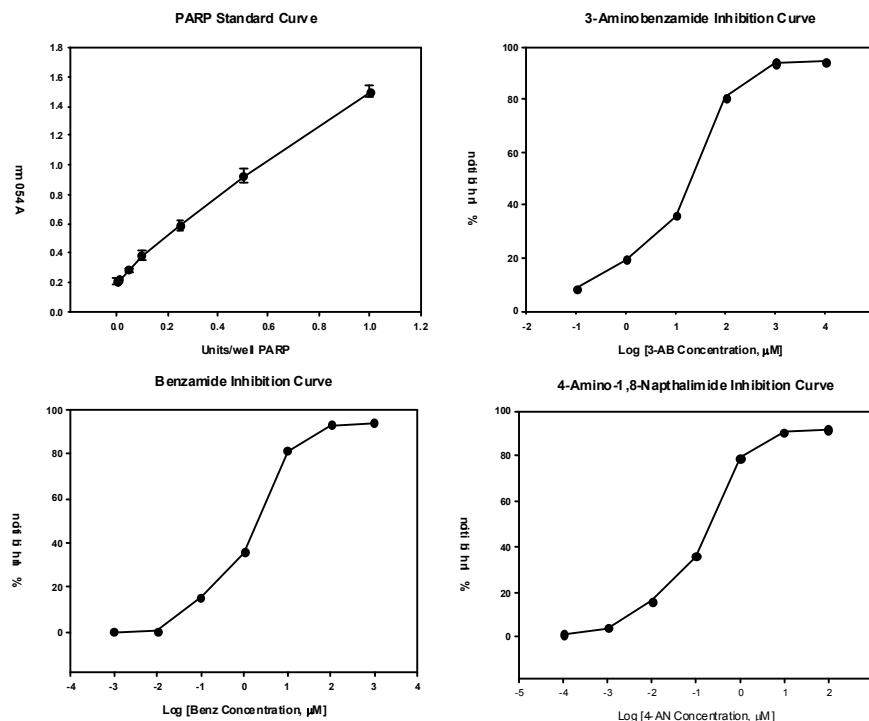 PARP Standard Curve
1.8
1.6
1.4
1.2
1.0
0.8
0.6
0.4
0.2
0.0
0.0 0.2 0.4 0.6 0.8 1.0 1.2
Units/well PARP
3-Aminobenzamide Inhibition Curve
100
80
60
40
20
0
%
-2 -1 0 1 2 3 4
Log [3-AB Concentration, µM]
Benzamide Inhibition Curve
100
80
60
40
20
0
%
-4 -3 -2 -1 0 1 2 3 4
Log [Benz Concentration, µM]
4-Amino-1,8-Napthalimide Inhibition Curve
100
80
60
40
20
0
%
-5 -4 -3 -2 -1 0 1 2
Log [4-AN Concentration, µM]